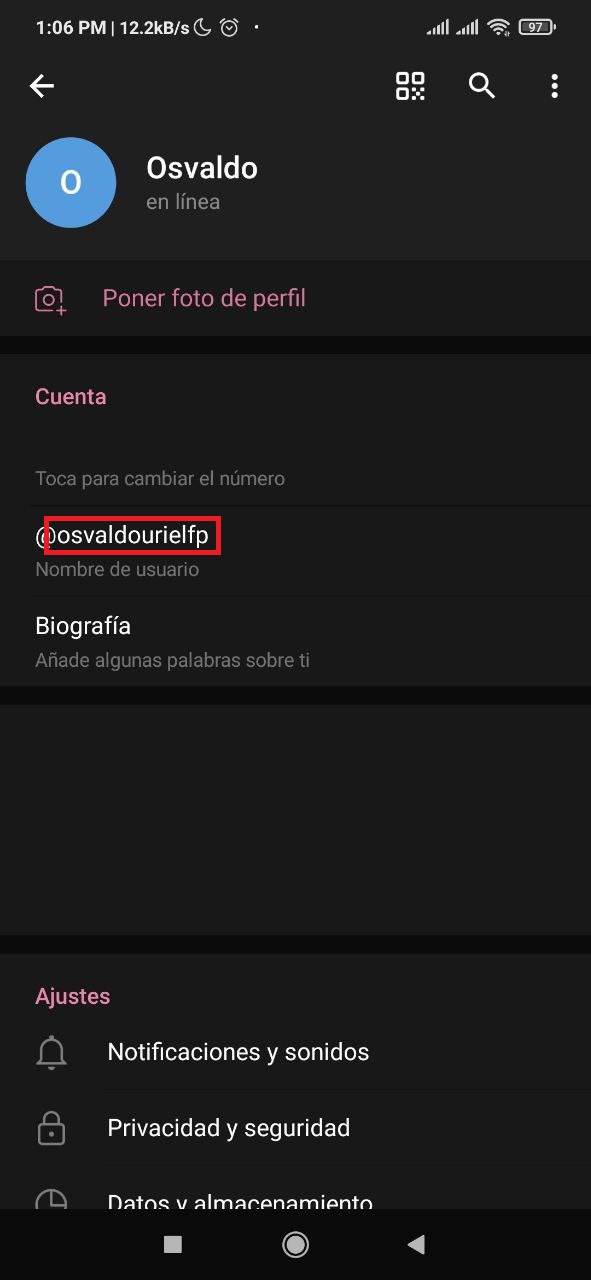 1:06 PM | 12.2kB/s 97
O
Osvaldo
en línea
Poner foto de perfil
Cuenta
Toca para cambiar el número
@osvaldourielfp
Nombre de usuario
Biografía
Añade algunas palabras sobre ti
Ajustes
Notificaciones y sonidos
Privacidad y seguridad
Datos y almacenamiento